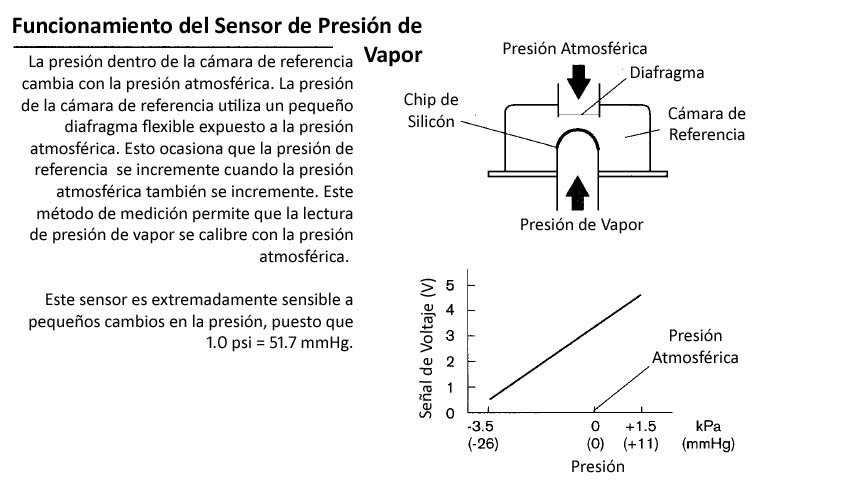 Funcionamiento del Sensor de Presión de
Vapor
La presión dentro de la cámara de referencia
cambia con la presión atmosférica. La presión
de la cámara de referencia utiliza un pequeño
diafragma flexible expuesto a la presión
atmosférica. Esto ocasiona que la presión de
referencia se incremente cuando la presión
atmosférica también se incremente. Este
método de medición permite que la lectura
de presión de vapor se calibre con la presión
atmosférica.
Este sensor es extremadamente sensible a
pequeños cambios en la presión, puesto que
1.0 psi = 51.7 mmHg.
Presión Atmosférica
Diafragma
Chip de
Silicón
Cámara de
Referencia
Presión de Vapor
Señal de Voltaje (V)
5
4
3
2
1
0
Presión
Atmosférica
-3.5 0 +1.5 kPa
(-26) (0) (+11) (mmHg)
Presión